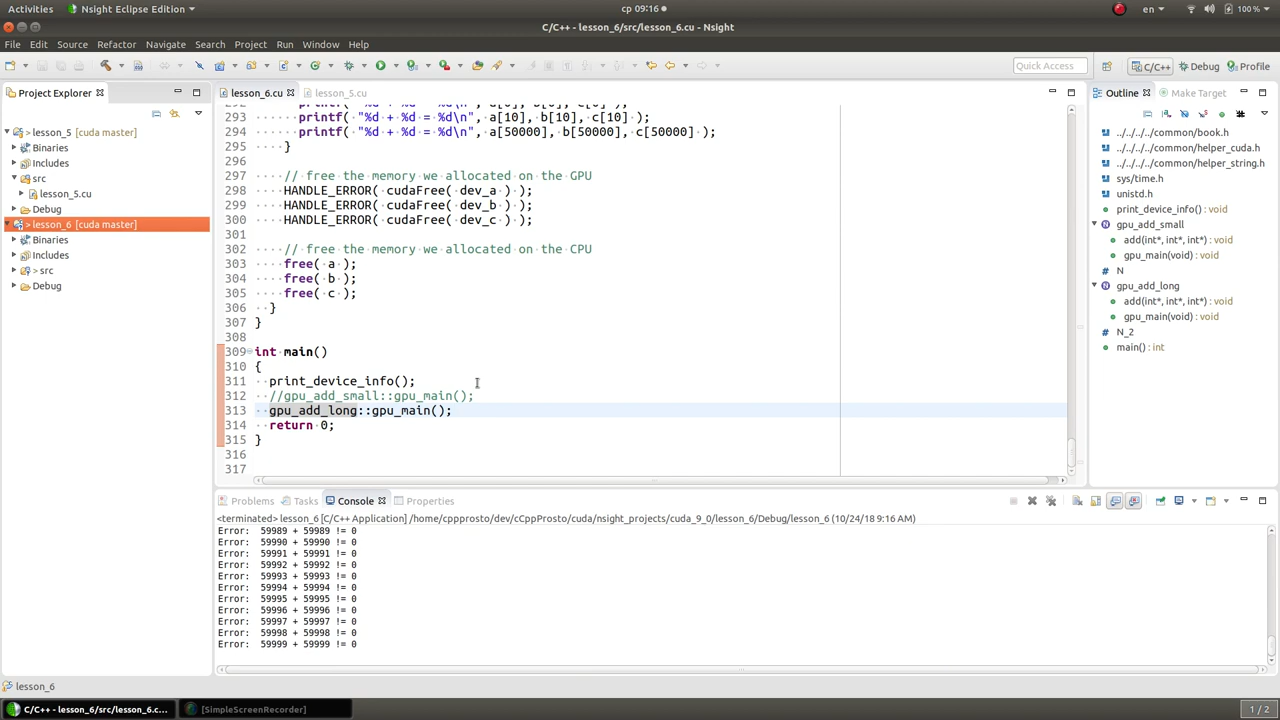 Activities
Nsight Eclipse Edition
ср 09:16
en
100 %
C/C++ - lesson_6/src/lesson_6.cu - Nsight
File Edit Source Refactor Navigate Search Project Run Window Help
Quick Access
C/C++
Debug
Profile
Project Explorer
> lesson_5 [cuda master]
Binaries
Includes
src
lesson_5.cu
Debug
> lesson_6 [cuda master]
Binaries
Includes
> src
Debug
lesson_6.cu
lesson_5.cu
293 printf( "%d + %d = %d\n", a[10], b[10], c[10] );
294 printf( "%d + %d = %d\n", a[50000], b[50000], c[50000] );
295 }
296
297 // free the memory we allocated on the GPU
298 HANDLE_ERROR( cudaFree( dev_a ) );
299 HANDLE_ERROR( cudaFree( dev_b ) );
300 HANDLE_ERROR( cudaFree( dev_c ) );
301
302 // free the memory we allocated on the CPU
303 free( a );
304 free( b );
305 free( c );
306 }
307 }
308
309 int main()
310 {
311 print_device_info();
312 //gpu_add_small::gpu_main();
313 gpu_add_long::gpu_main();
314 return 0;
315 }
316
317
Outline
Make Target
../../../../common/book.h
../../../../common/helper_cuda.h
../../../../common/helper_string.h
sys/time.h
unistd.h
print_device_info() : void
gpu_add_small
add(int*, int*, int*) : void
gpu_main(void) : void
N
gpu_add_long
add(int*, int*, int*) : void
gpu_main(void) : void
N_2
main() : int
Problems
Tasks
Console
Properties
<terminated> lesson_6 [C/C++ Application] /home/cppprosto/dev/cCppProsto/cuda/nsight_projects/cuda_9_0/lesson_6/Debug/lesson_6 (10/24/18 9:16 AM)
Error: 59989 + 59989 != 0
Error: 59990 + 59990 != 0
Error: 59991 + 59991 != 0
Error: 59992 + 59992 != 0
Error: 59993 + 59993 != 0
Error: 59994 + 59994 != 0
Error: 59995 + 59995 != 0
Error: 59996 + 59996 != 0
Error: 59997 + 59997 != 0
Error: 59998 + 59998 != 0
Error: 59999 + 59999 != 0
lesson_6
C/C++ - lesson_6/src/lesson_6.c...
[SimpleScreenRecorder]
1 / 2